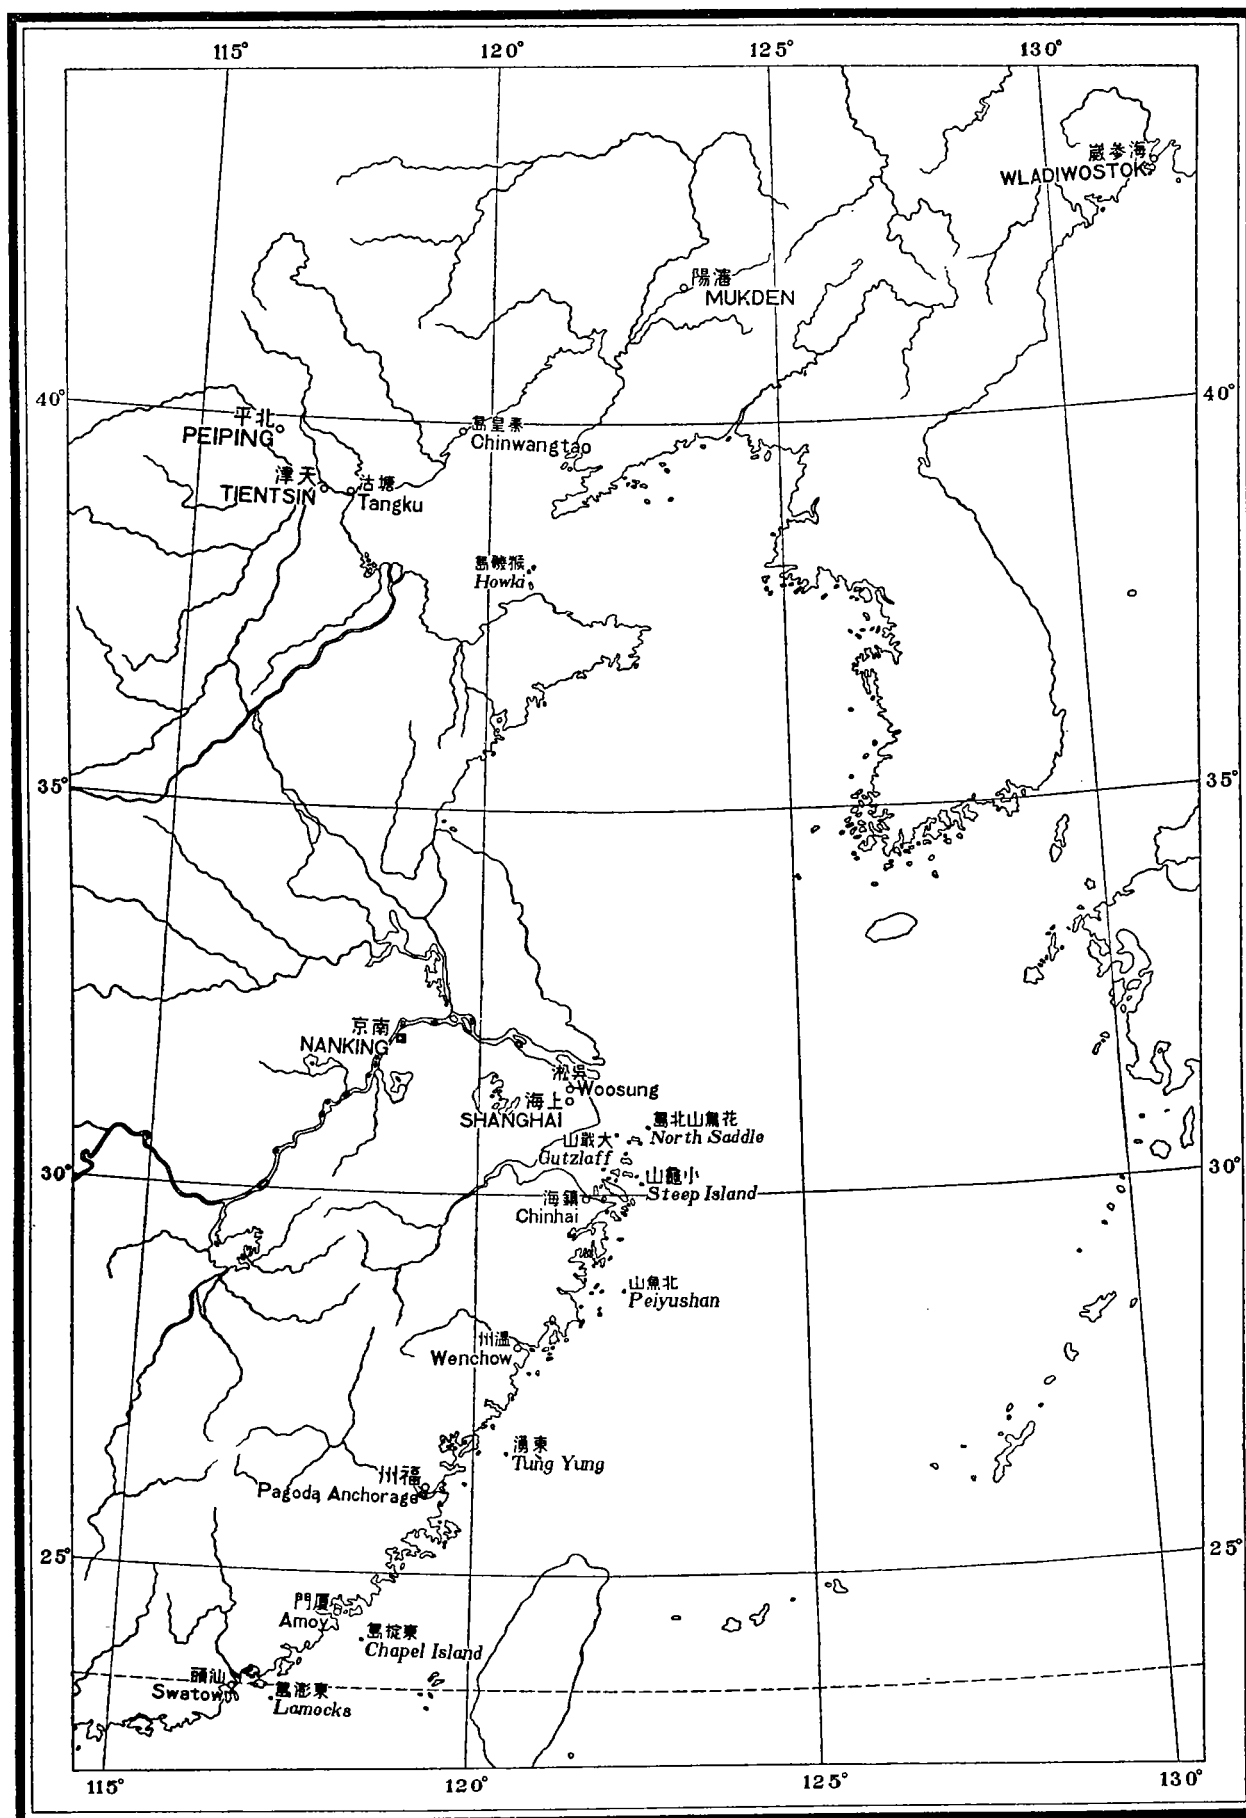 115° 120° 125° 130°
崴參海
WLADIWOSTOK
陽瀋
MUKDEN
40° 40°
平北
PEIPING
島皇秦
Chinwangtao
津天
TIENTSIN
沽塘
Tangku
島磯猴
Howki
35° 35°
京南
NANKING
淞吳
Woosung
海上
SHANGHAI
島北山鳥花
North Saddle
山戢大
Gutzlaff
30° 30°
山龜小
Steep Island
海鎭
Chinhai
山魚北
Peiyushan
州溫
Wenchow
湧東
Tung Yung
州福
Pagoda Anchorage
25° 25°
門廈
Amoy
島椗東
Chapel Island
頭汕
Swatow
島澎東
Lamocks
115° 120° 125° 130°